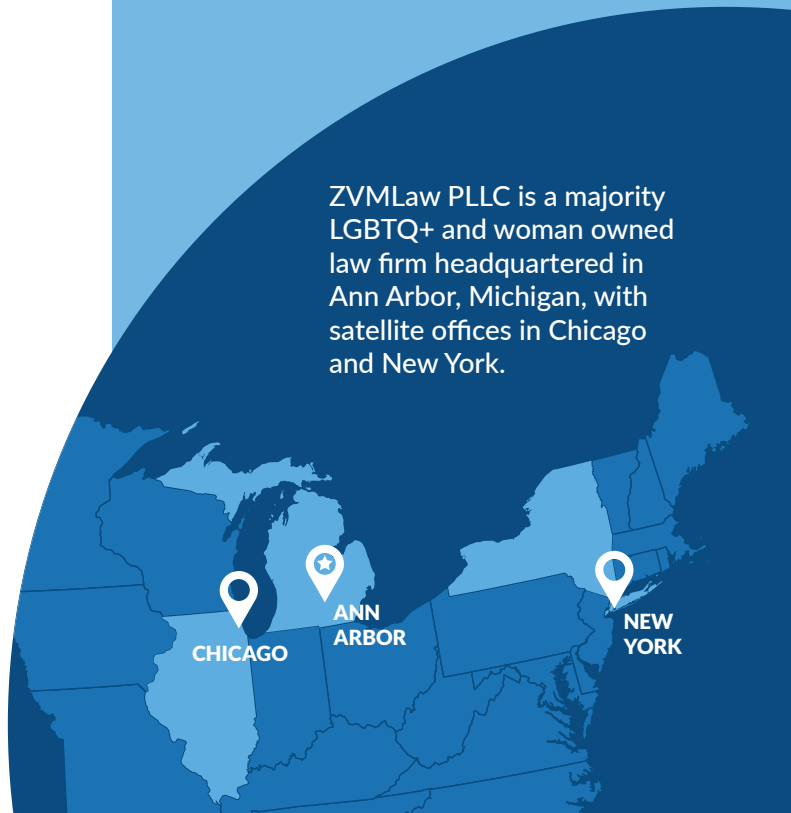 ZVMLaw PLLC is a majority
LGBTQ+ and woman owned
law firm headquartered in
Ann Arbor, Michigan, with
satellite offices in Chicago
and New York.
ANN
ARBOR
CHICAGO
NEW
YORK